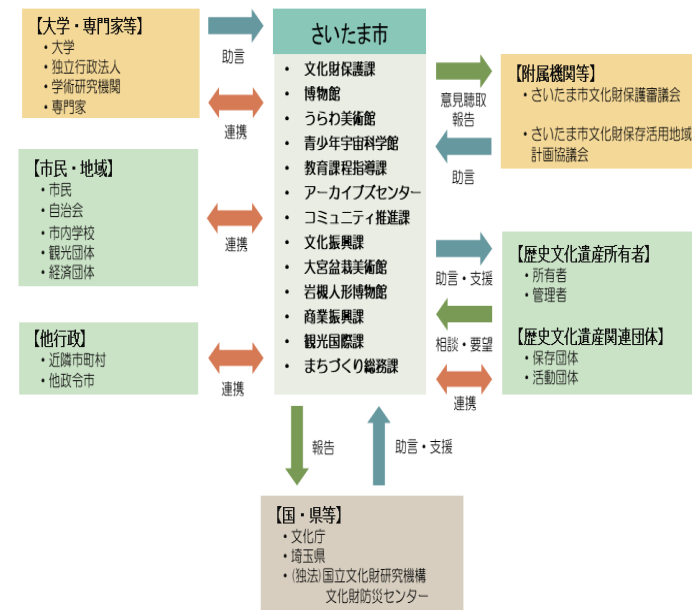 【大学・専門家等】
・大学
・独立行政法人
・学術研究機関
・専門家
助言
連携
【市民・地域】
・市民
・自治会
・市内学校
・観光団体
・経済団体
連携
【他行政】
・近隣市町村
・他政令市
連携
さいたま市
・ 文化財保護課
・ 博物館
・ うらわ美術館
・ 青少年宇宙科学館
・ 教育課程指導課
・ アーカイブズセンター
・ コミュニティ推進課
・ 文化振興課
・ 大宮盆栽美術館
・ 岩槻人形博物館
・ 商業振興課
・ 観光国際課
・ まちづくり総務課
意見聴取
報告
助言
【附属機関等】
・さいたま市文化財保護審議会
・さいたま市文化財保存活用地域
計画協議会
助言・支援
相談・要望
連携
【歴史文化遺産所有者】
・所有者
・管理者
【歴史文化遺産関連団体】
・保存団体
・活動団体
報告
助言・支援
【国・県等】
・文化庁
・埼玉県
・(独法)国立文化財研究機構
文化財防災センター